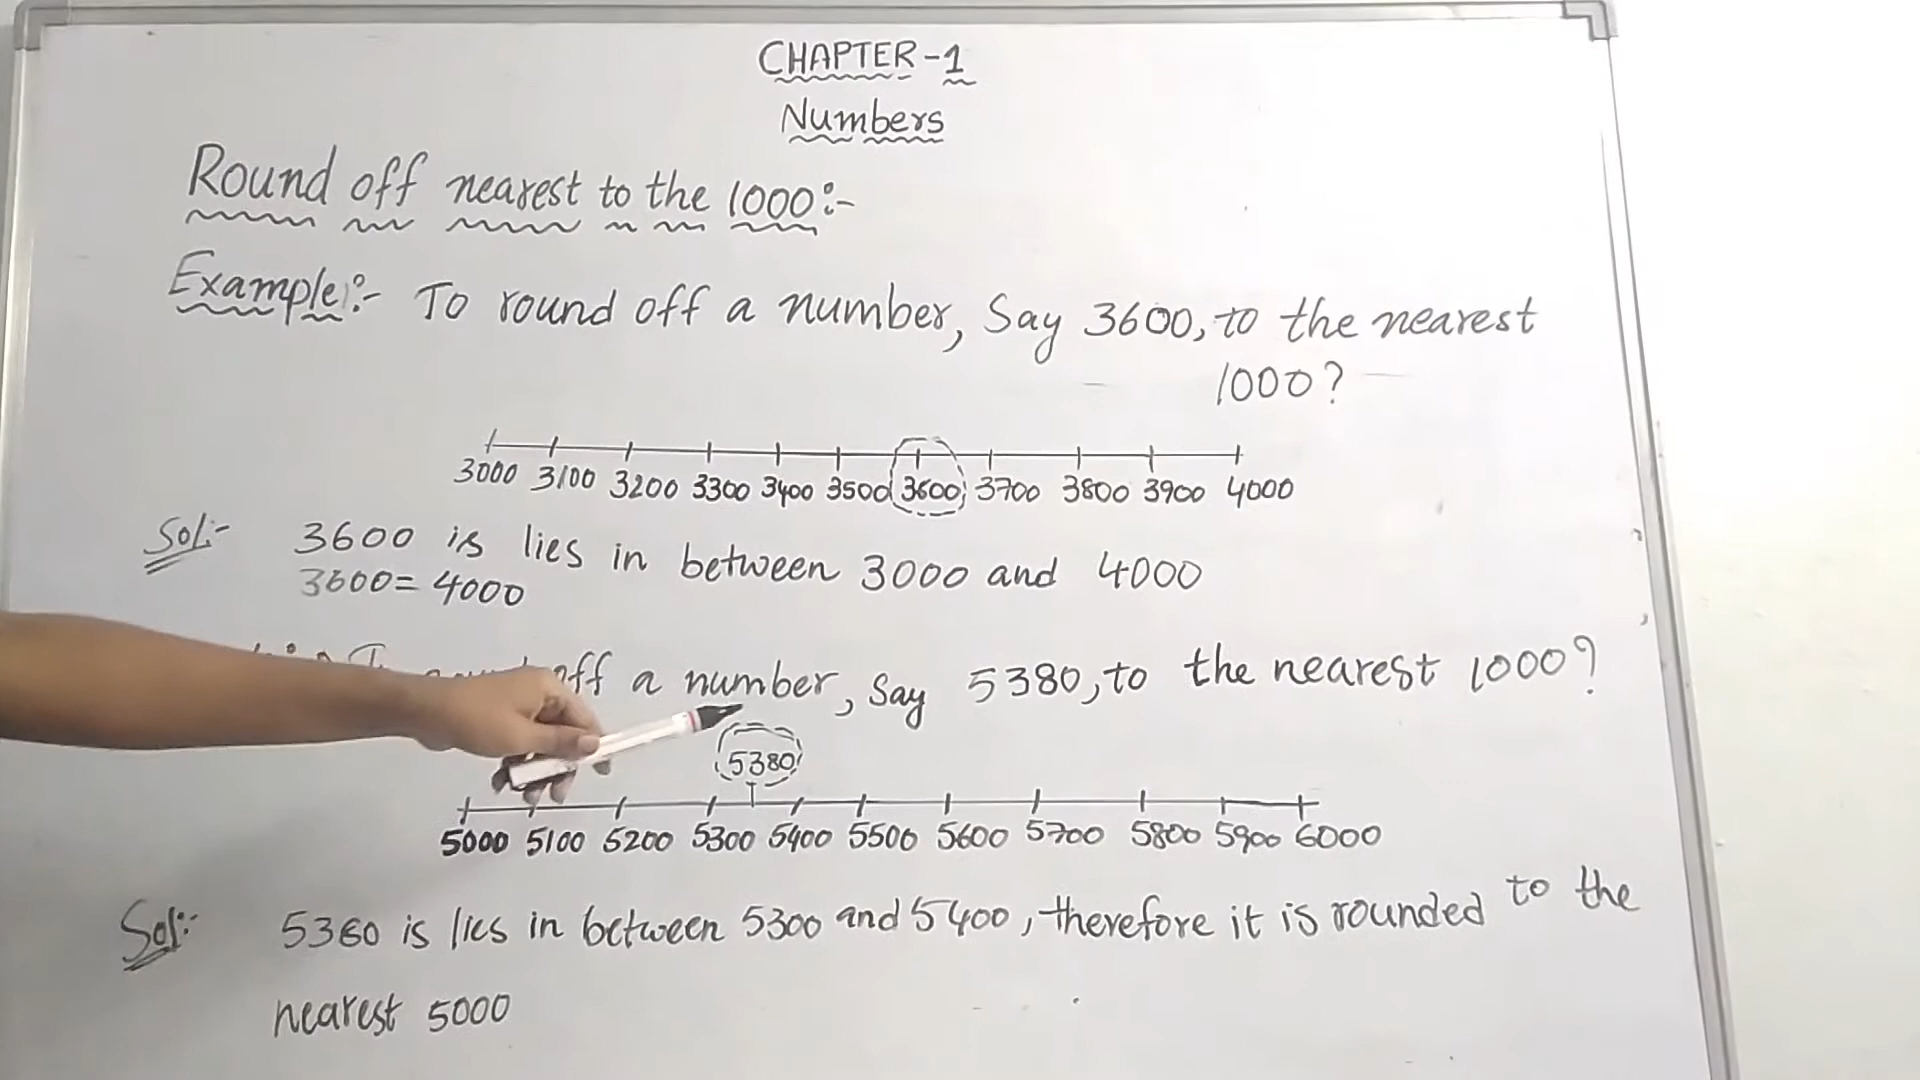 CHAPTER-1
Numbers
Round off nearest to the 1000:-
Example:- To round off a number, Say 3600, to the nearest
1000?
3000 3100 3200 3300 3400 3500 3600 3700 3800 3900 4000
Sol:- 3600 is lies in between 3000 and 4000
3600 = 4000
off a number, Say 5380, to the nearest 1000?
5380
5000 5100 5200 5300 5400 5500 5600 5700 5800 5900 6000
Sol:- 5380 is lies in between 5300 and 5400, therefore it is rounded to the
nearest 5000